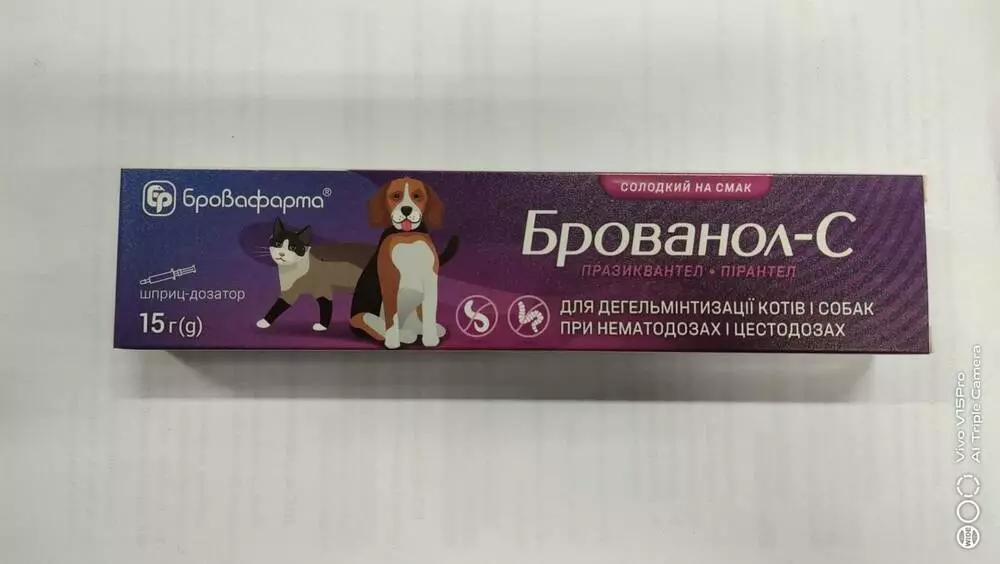 Бровафарма®
шприц-дозатор
15 г(g)
СОЛОДКИЙ НА СМАК
Брованол-С
ПРАЗИКВАНТЕЛ • ПІРАНТЕЛ
ДЛЯ ДЕГЕЛЬМІНТИЗАЦІЇ КОТІВ І СОБАК
ПРИ НЕМАТОДОЗАХ І ЦЕСТОДОЗАХ
Vivo V15Pro
AI Triple Camera
WIDE